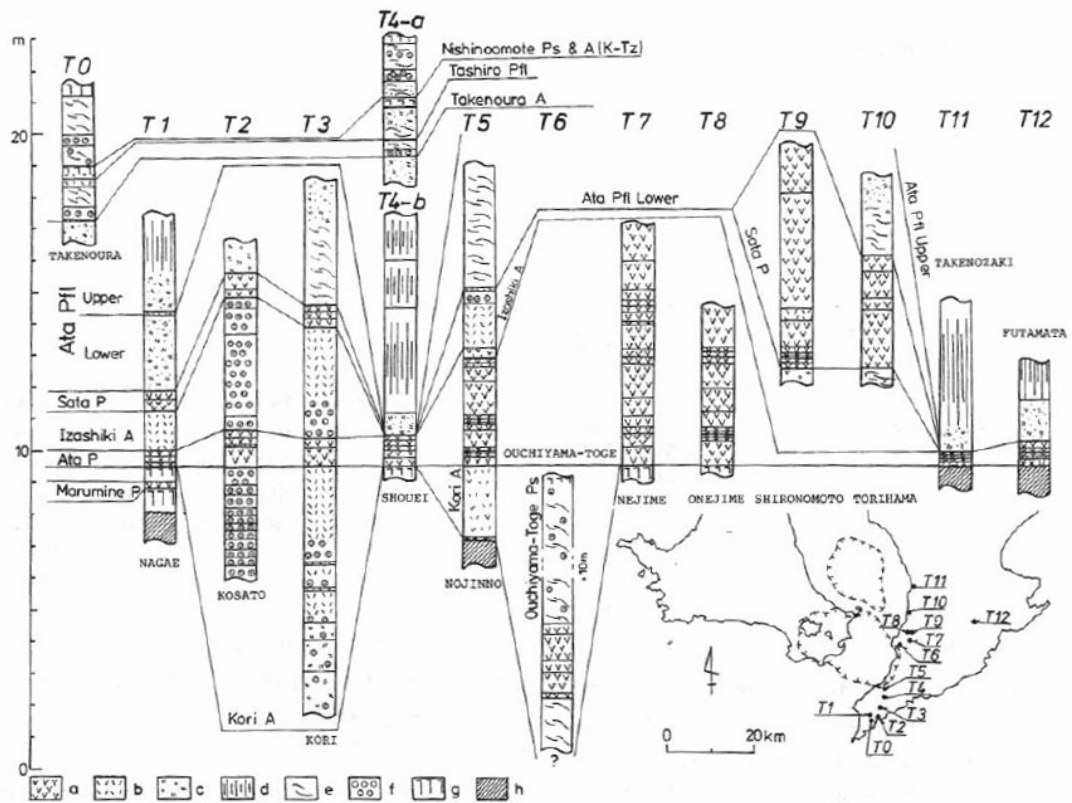 m
20
10
0
T0
T1
T2
T3
T4-a
T4-b
T5
T6
T7
T8
T9
T10
T11
T12
Nishinoomote Ps & A (K-Tz)
Tashiro Pfl
Takenoura A
TAKENOURA
Ata Pfl
Upper
Lower
Sata P
Izashiki A
Ata P
Marumine P
NAGAE
KOSATO
Kori A
KORI
SHOUEI
Kori A
NOJINNO
Izashiki A
Ata Pfl Lower
OUCHIYAMA-TOGE
Ouchiyama-Toge Ps
+10m
?
NEJIME
ONEJIME
Sata P
SHIRONOMOTO
TORIHAMA
Ata Pfl Upper
TAKENOZAKI
FUTAMATA
T11
T10
T8
T9
T12
T7
T6
T5
T4
T1
T3
T2
T0
0 20 km
a b c d e f g h